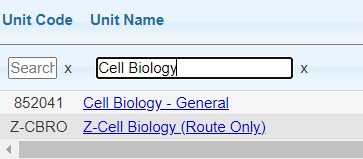 Unit Code Unit Name
Search x Cell Biology x
852041 Cell Biology - General
Z-CBRO Z-Cell Biology (Route Only)